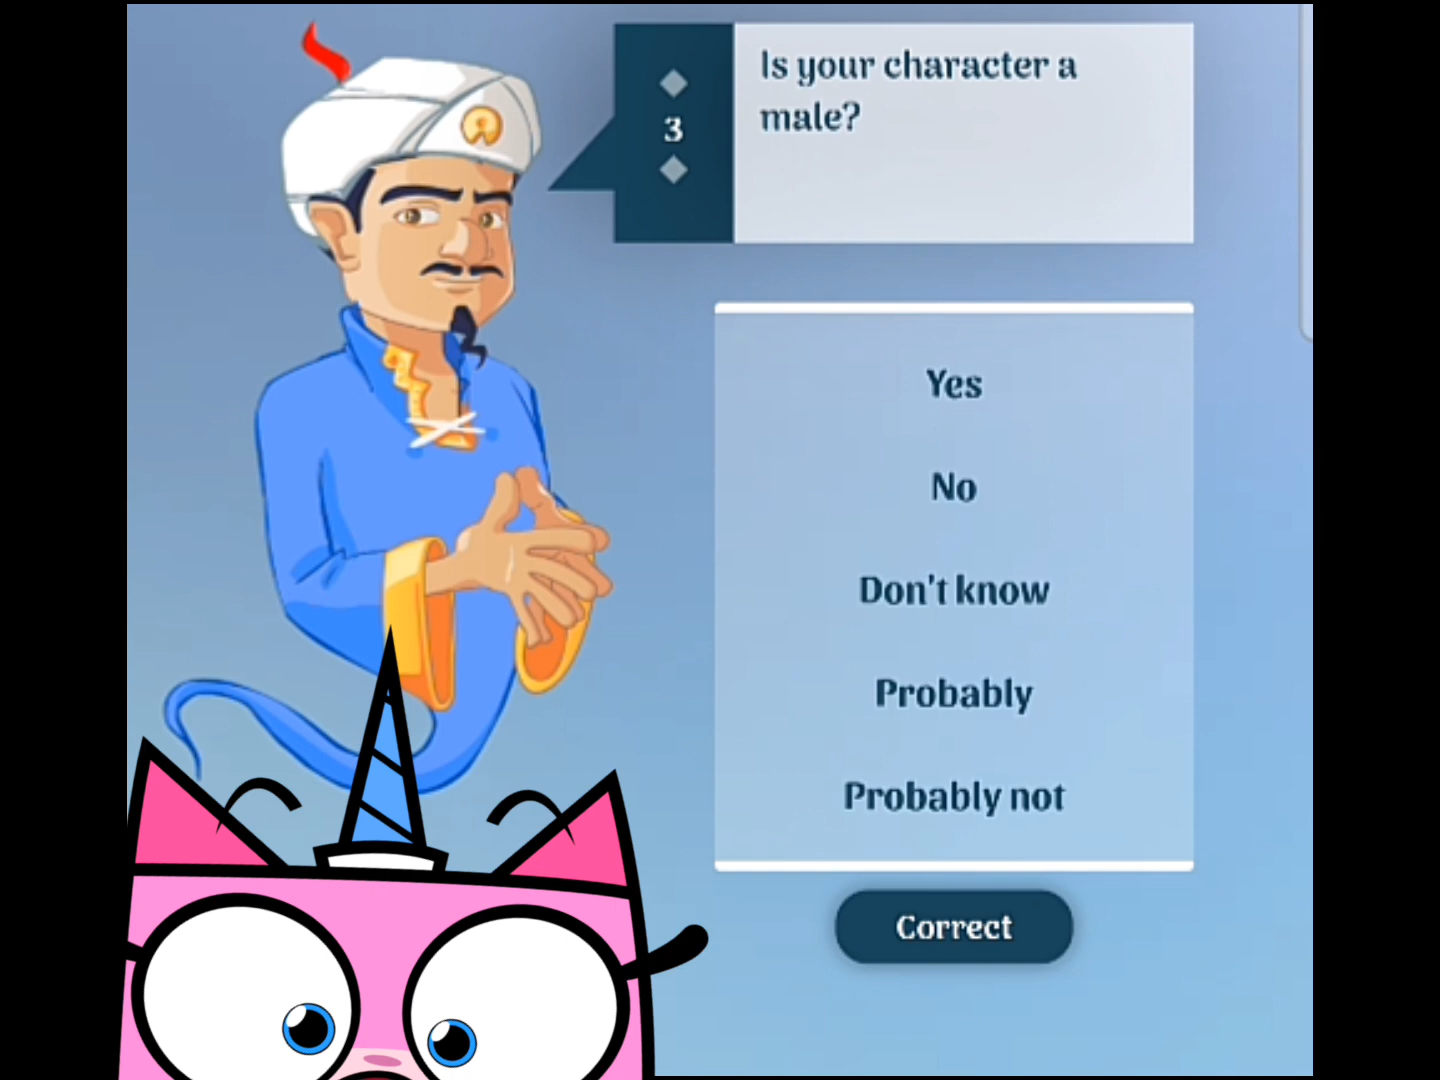 3
Is your character a
male?
Yes
No
Don't know
Probably
Probably not
Correct